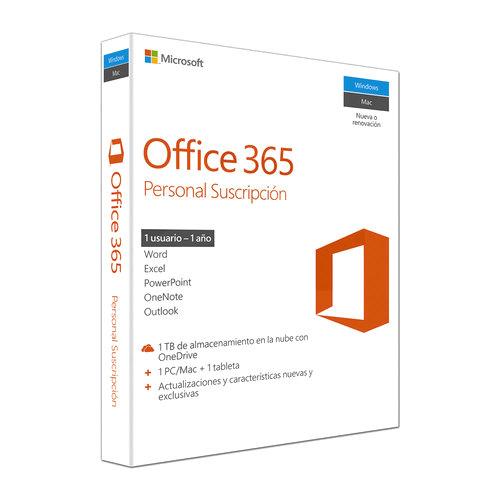 Windows
Mac
Office 365
Personal Suscripción
Microsoft
Windows
Mac
Nueva o
renovación
Office 365
Personal Suscripción
1 usuario – 1 año
Word
Excel
PowerPoint
OneNote
Outlook
1 TB de almacenamiento en la nube con
OneDrive
+ 1 PC/Mac + 1 tableta
+ Actualizaciones y características nuevas y
exclusivas